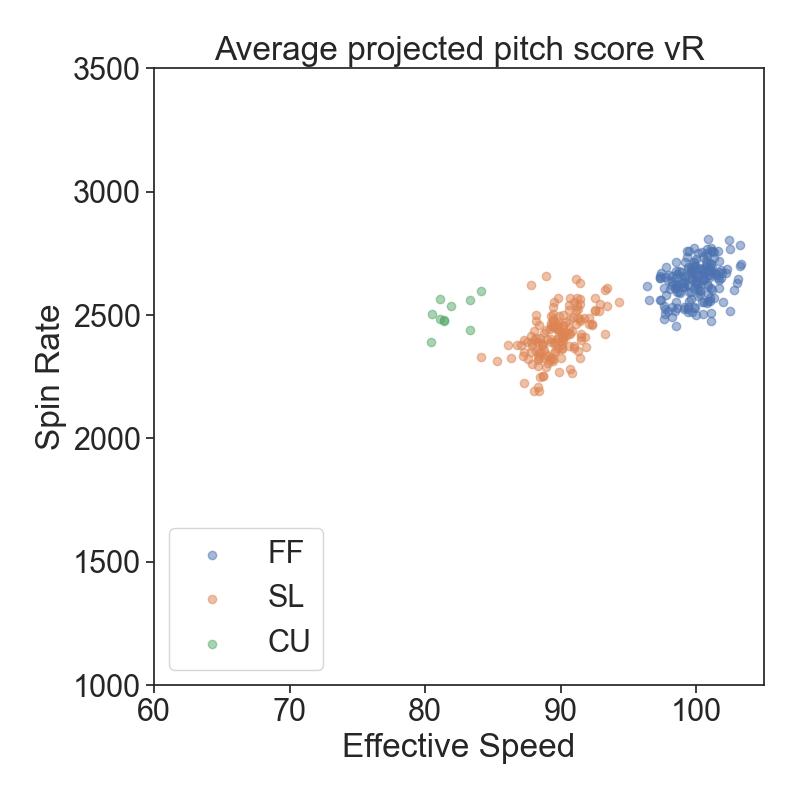 Average projected pitch score vR
3500
3000
2500
2000
1500
1000
Spin Rate
FF
SL
CU
60 70 80 90 100
Effective Speed